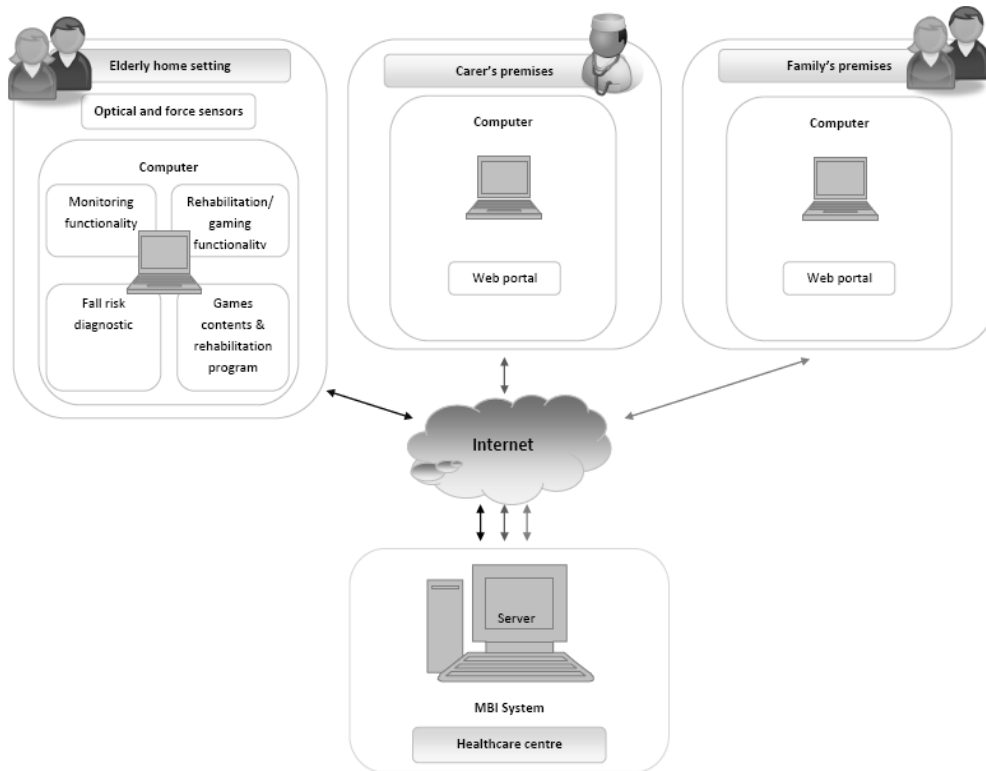 Elderly home setting
Optical and force sensors
Computer
Monitoring
functionality
Rehabilitation/
gaming
functionality
Fall risk
diagnostic
Games
contents &
rehabilitation
program
Carer's premises
Computer
Web portal
Family's premises
Computer
Web portal
Internet
Server
MBI System
Healthcare centre